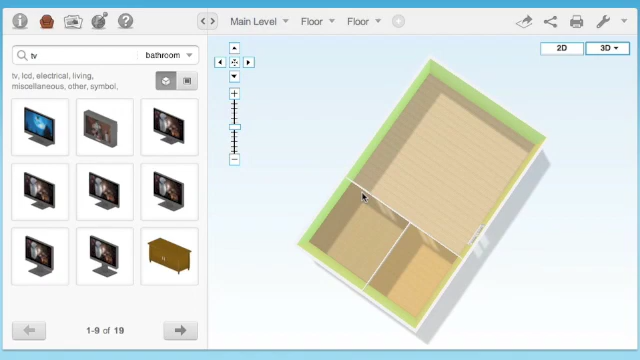 Main Level Floor Floor
2D 3D
tv bathroom
tv, lcd, electrical, living,
miscellaneous, other, symbol,
1-9 of 19